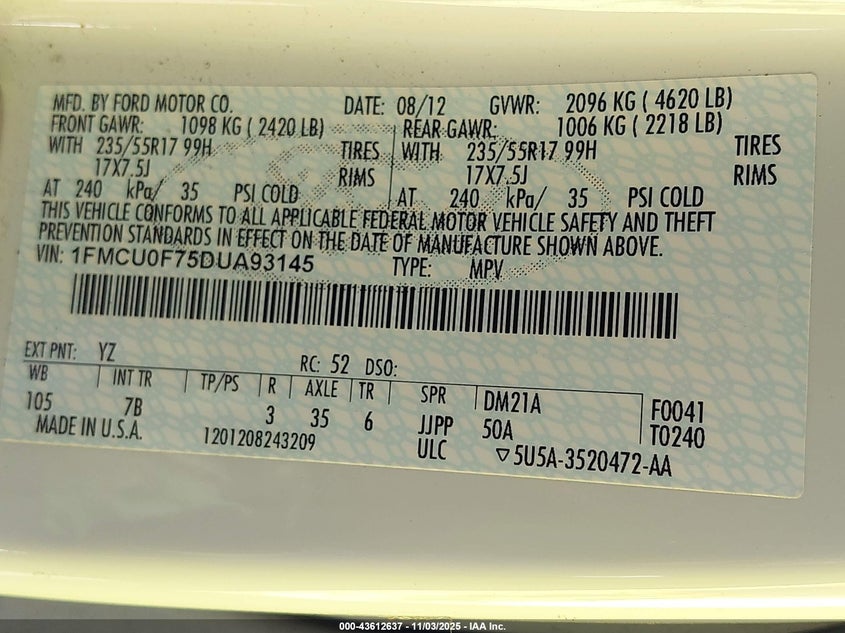 MFD. BY FORD MOTOR CO. DATE: 08/12 GVWR: 2096 KG ( 4620 LB)
FRONT GAWR: 1098 KG ( 2420 LB) REAR GAWR: 1006 KG ( 2218 LB)
WITH 235/55R17 99H TIRES WITH 235/55R17 99H TIRES
17X7.5J RIMS 17X7.5J RIMS
AT 240 kPa/ 35 PSI COLD AT 240 kPa/ 35 PSI COLD
THIS VEHICLE CONFORMS TO ALL APPLICABLE FEDERAL MOTOR VEHICLE SAFETY AND THEFT
PREVENTION STANDARDS IN EFFECT ON THE DATE OF MANUFACTURE SHOWN ABOVE.
VIN: 1FMCU0F75DUA93145 TYPE: MPV
EXT PNT: YZ RC: 52 DSO:
WB INT TR TP/PS R AXLE TR SPR DM21A F0041
105 7B 3 35 6 JJPP 50A T0240
MADE IN U.S.A. 1201208243209 ULC ▽5U5A-3520472-AA
000-43612637 - 11/03/2025 - IAA Inc.